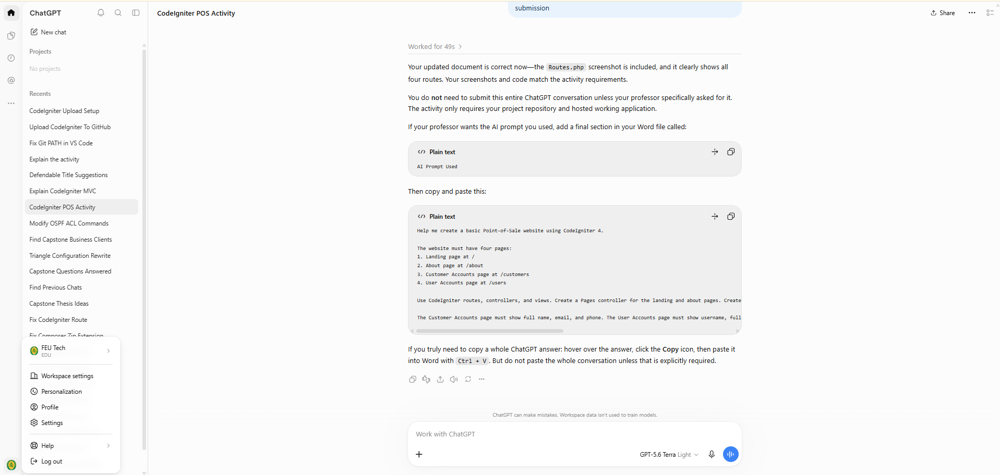 ChatGPT
New chat
Projects
No projects
Recents
CodeIgniter Upload Setup
Upload CodeIgniter To GitHub
Fix Git PATH in VS Code
Explain the activity
Defendable Title Suggestions
Explain CodeIgniter MVC
CodeIgniter POS Activity
Modify OSPF ACL Commands
Find Capstone Business Clients
Triangle Configuration Rewrite
Capstone Questions Answered
Find Previous Chats
Capstone Thesis Ideas
Fix CodeIgniter Route
Fix Composer Zip Extension
FEU Tech
EDU
Workspace settings
Personalization
Profile
Settings
Help
Log out
CodeIgniter POS Activity
Share
submission
Worked for 49s
Your updated document is correct now—the Routes.php screenshot is included, and it clearly shows all
four routes. Your screenshots and code match the activity requirements.
You do not need to submit this entire ChatGPT conversation unless your professor specifically asked for it.
The activity only requires your project repository and hosted working application.
If your professor wants the AI prompt you used, add a final section in your Word file called:
Plain text
AI Prompt Used
Then copy and paste this:
Plain text
Help me create a basic Point-of-Sale website using CodeIgniter 4.
The website must have four pages:
1. Landing page at /
2. About page at /about
3. Customer Accounts page at /customers
4. User Accounts page at /users
Use CodeIgniter routes, controllers, and views. Create a Pages controller for the landing and about pages. Create
The Customer Accounts page must show full name, email, and phone. The User Accounts page must show username, full
If you truly need to copy a whole ChatGPT answer: hover over the answer, click the Copy icon, then paste it
into Word with Ctrl + V. But do not paste the whole conversation unless that is explicitly required.
ChatGPT can make mistakes. Workspace data isn't used to train models.
Work with ChatGPT
GPT-5.6 Terra Light